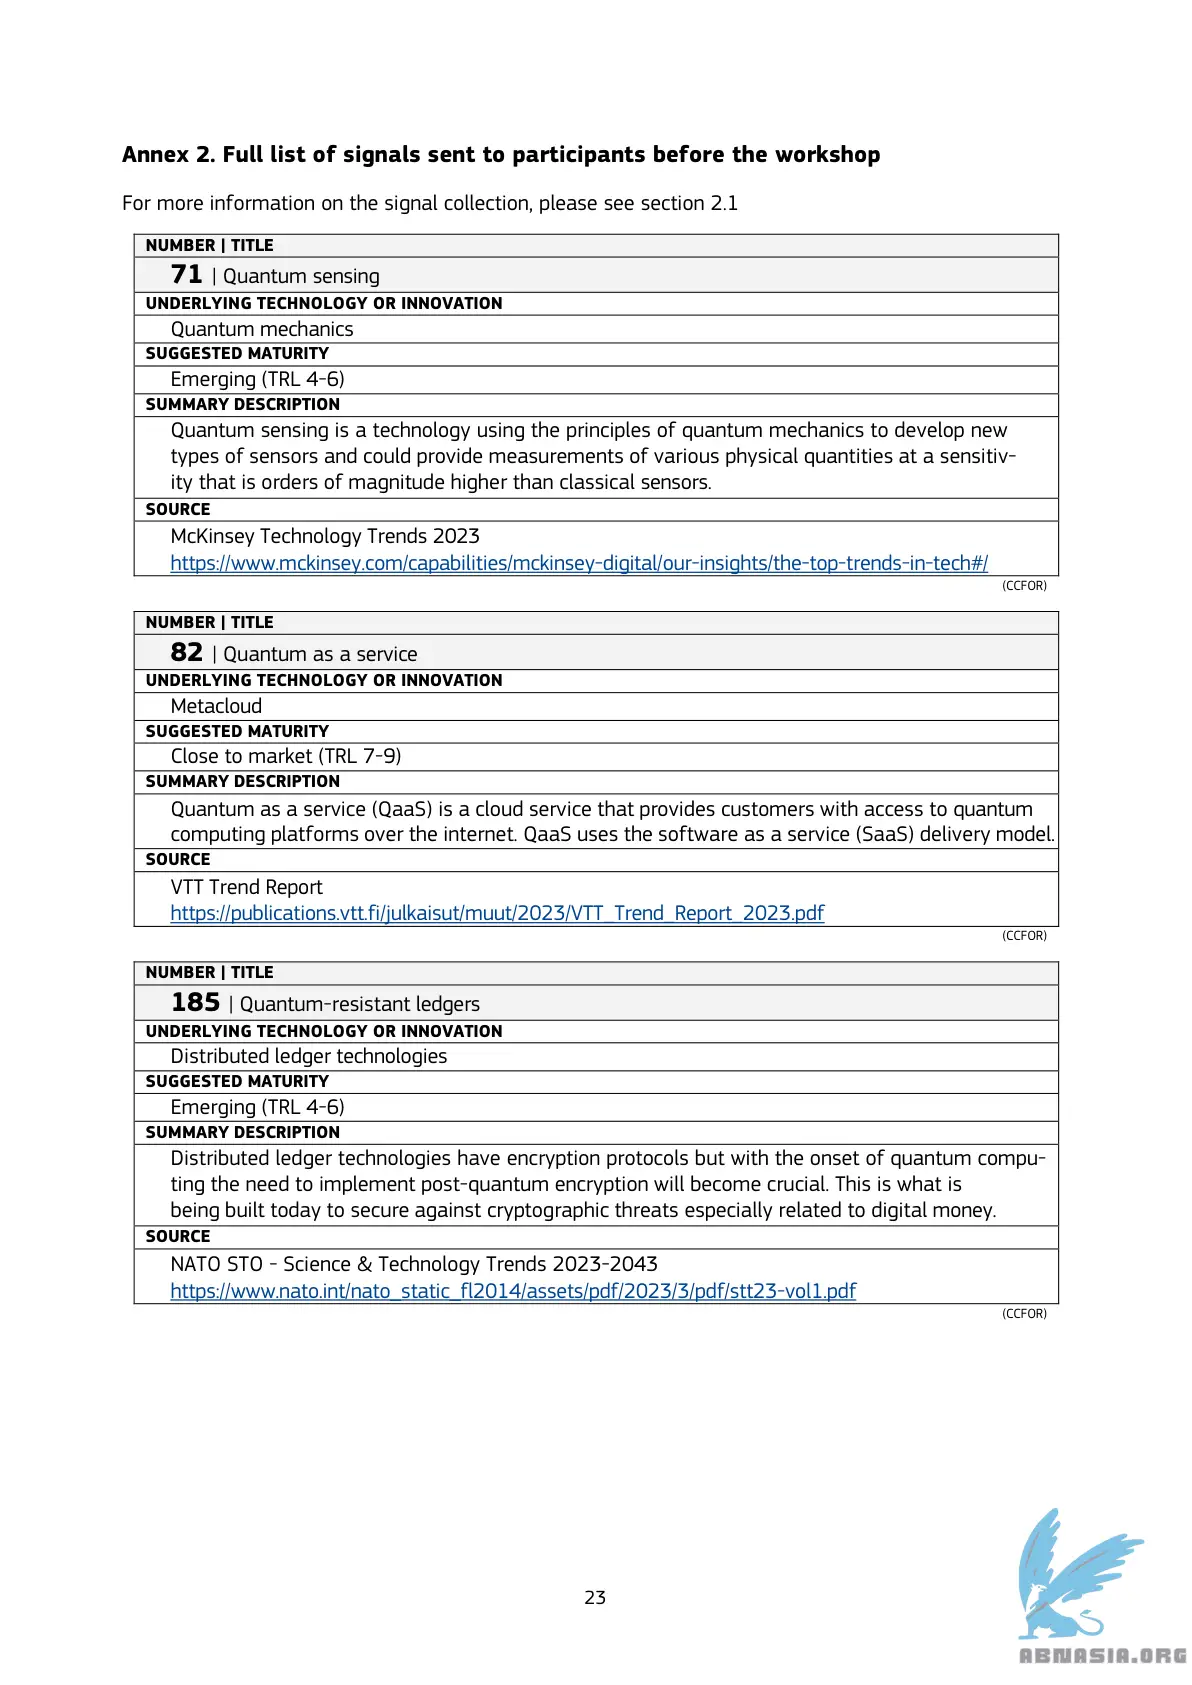 Annex 2. Full list of signals sent to participants before the workshop
For more information on the signal collection, please see section 2.1
NUMBER | TITLE
71 | Quantum sensing
UNDERLYING TECHNOLOGY OR INNOVATION
Quantum mechanics
SUGGESTED MATURITY
Emerging (TRL 4-6)
SUMMARY DESCRIPTION
Quantum sensing is a technology using the principles of quantum mechanics to develop new
types of sensors and could provide measurements of various physical quantities at a sensitiv-
ity that is orders of magnitude higher than classical sensors.
SOURCE
McKinsey Technology Trends 2023
https://www.mckinsey.com/capabilities/mckinsey-digital/our-insights/the-top-trends-in-tech#/
(CCFOR)
NUMBER | TITLE
82 | Quantum as a service
UNDERLYING TECHNOLOGY OR INNOVATION
Metacloud
SUGGESTED MATURITY
Close to market (TRL 7-9)
SUMMARY DESCRIPTION
Quantum as a service (QaaS) is a cloud service that provides customers with access to quantum
computing platforms over the internet. QaaS uses the software as a service (SaaS) delivery model.
SOURCE
VTT Trend Report
https://publications.vtt.fi/julkaisut/muut/2023/VTT_Trend_Report_2023.pdf
(CCFOR)
NUMBER | TITLE
185 | Quantum-resistant ledgers
UNDERLYING TECHNOLOGY OR INNOVATION
Distributed ledger technologies
SUGGESTED MATURITY
Emerging (TRL 4-6)
SUMMARY DESCRIPTION
Distributed ledger technologies have encryption protocols but with the onset of quantum compu-
ting the need to implement post-quantum encryption will become crucial. This is what is
being built today to secure against cryptographic threats especially related to digital money.
SOURCE
NATO STO - Science & Technology Trends 2023-2043
https://www.nato.int/nato_static_fl2014/assets/pdf/2023/3/pdf/stt23-vol1.pdf
(CCFOR)
23
ABNASIA.ORG